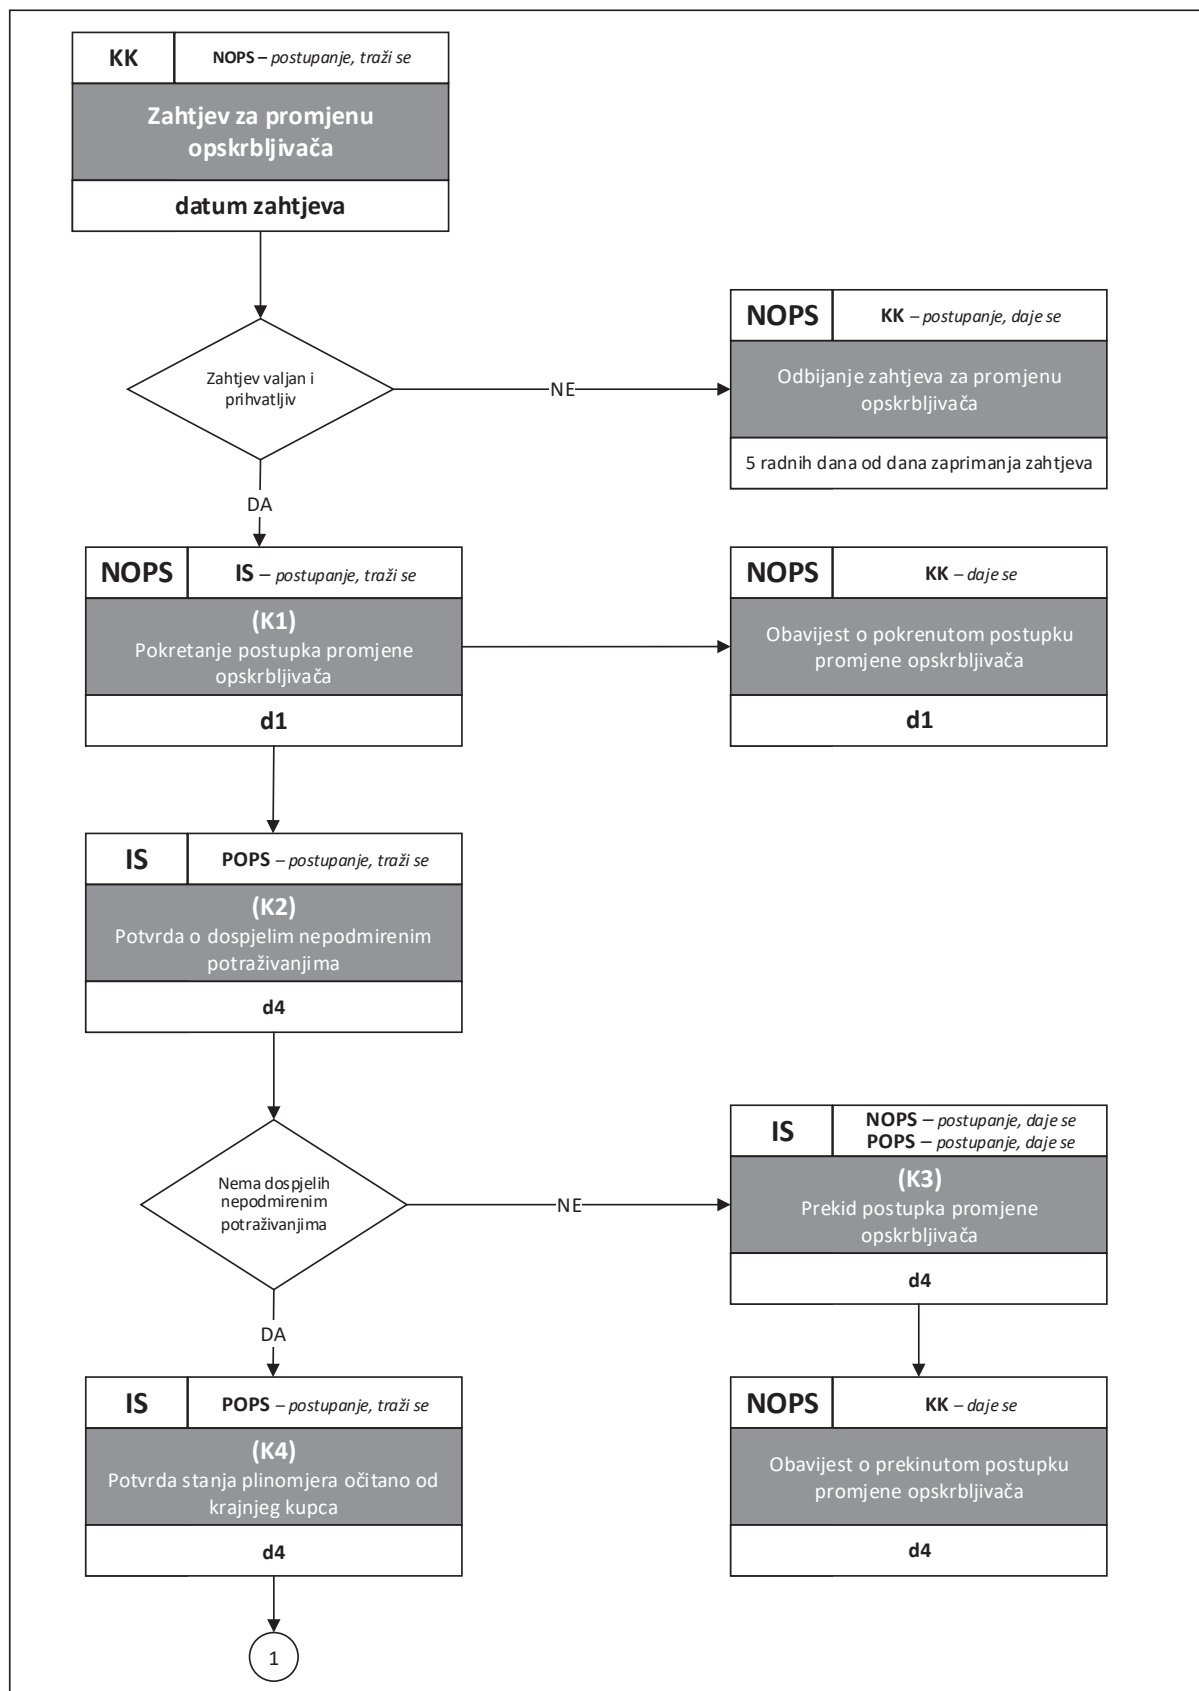 KK
NOPS – postupanje, traži se
Zahtjev za promjenu
opskrbljivača
datum zahtjeva
Zahtjev valjan i
prihvatljiv
NE
NOPS
KK – postupanje, daje se
Odbijanje zahtjeva za promjenu
opskrbljivača
5 radnih dana od dana zaprimanja zahtjeva
DA
NOPS
IS – postupanje, traži se
(K1)
Pokretanje postupka promjene
opskrbljivača
d1
NOPS
KK – daje se
Obavijest o pokrenutom postupku
promjene opskrbljivača
d1
IS
POPS – postupanje, traži se
(K2)
Potvrda o dospjelim nepodmirenim
potraživanjima
d4
Nema dospjelih
nepodmirenim
potraživanjima
NE
IS
NOPS – postupanje, daje se
POPS – postupanje, daje se
(K3)
Prekid postupka promjene
opskrbljivača
d4
DA
IS
POPS – postupanje, traži se
(K4)
Potvrda stanja plinomjera očitano od
krajnjeg kupca
d4
NOPS
KK – daje se
Obavijest o prekinutom postupku
promjene opskrbljivača
d4
1